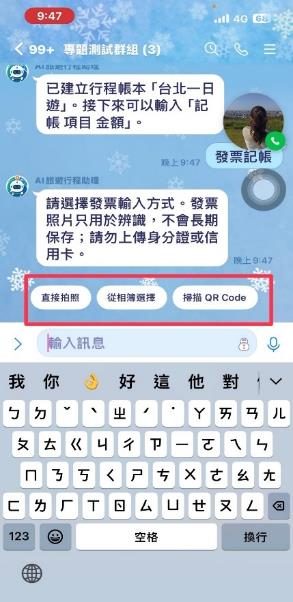 9:47
4G 68
99+ 專題測試群組 (3)
AI旅遊行程助理
已建立行程帳本「台北一日
遊」。接下來可以輸入「記
帳 項目 金額」。
晚上9:47
發票記帳
AI旅遊行程助理
請選擇發票輸入方式。發票
照片只用於辨識，不會長期
保存；請勿上傳身分證或信
用卡。
晚上9:47
直接拍照 從相簿選擇 掃描 QR Code
輸入訊息
我 你 👌 好 這 他 對
ㄅ ㄉ ˇ ˋ ㄓ ˊ ˙ ㄚ ㄞ ㄢ
ㄆ ㄊ ㄍ ㄐ ㄔ ㄗ ㄧ ㄛ ㄟ ㄣ
ㄇ ㄋ ㄎ ㄑ ㄕ ㄘ ㄨ ㄜ ㄠ ㄤ
ㄈ ㄌ ㄏ ㄒ ㄖ ㄙ ㄩ ㄝ ㄡ ㄥ
123 空格 換行